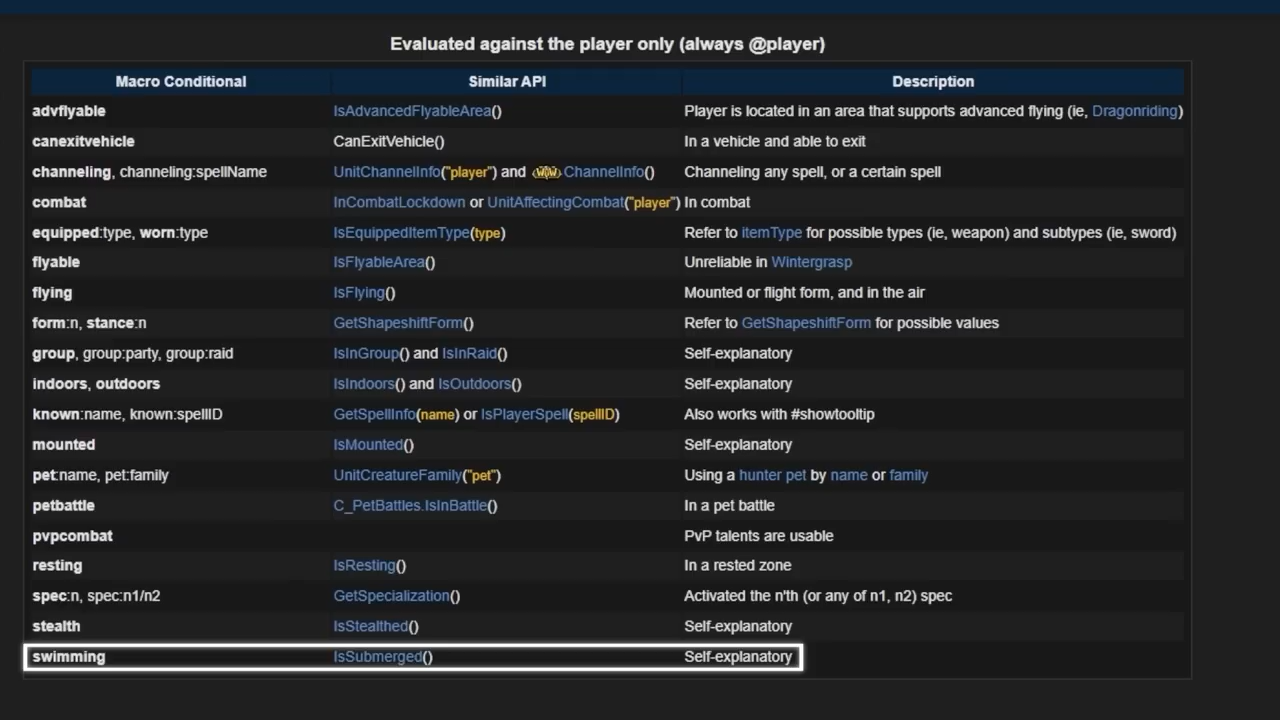 Evaluated against the player only (always @player)
Macro Conditional Similar API Description
advflyable IsAdvancedFlyableArea() Player is located in an area that supports advanced flying (ie, Dragonriding)
canexitvehicle CanExitVehicle() In a vehicle and able to exit
channeling, channeling:spellName UnitChannelInfo("player") and WOW ChannelInfo() Channeling any spell, or a certain spell
combat InCombatLockdown or UnitAffectingCombat("player") In combat
equipped:type, worn:type IsEquippedItemType(type) Refer to itemType for possible types (ie, weapon) and subtypes (ie, sword)
flyable IsFlyableArea() Unreliable in Wintergrasp
flying IsFlying() Mounted or flight form, and in the air
form:n, stance:n GetShapeshiftForm() Refer to GetShapeshiftForm for possible values
group, group:party, group:raid IsInGroup() and IsInRaid() Self-explanatory
indoors, outdoors IsIndoors() and IsOutdoors() Self-explanatory
known:name, known:spellID GetSpellInfo(name) or IsPlayerSpell(spellID) Also works with #showtooltip
mounted IsMounted() Self-explanatory
pet:name, pet:family UnitCreatureFamily("pet") Using a hunter pet by name or family
petbattle C_PetBattles.IsInBattle() In a pet battle
pvpcombat PvP talents are usable
resting IsResting() In a rested zone
spec:n, spec:n1/n2 GetSpecialization() Activated the n'th (or any of n1, n2) spec
stealth IsStealthed() Self-explanatory
swimming IsSubmerged() Self-explanatory